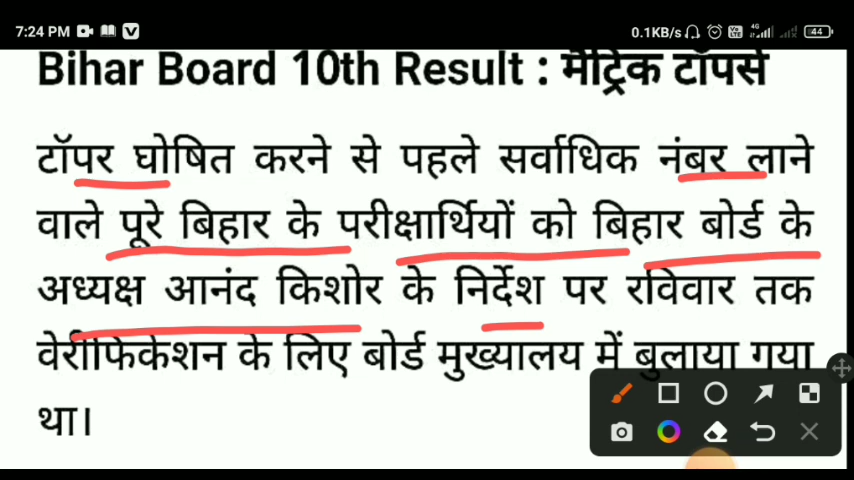 7:24 PM 0.1KB/s 4G 44
Bihar Board 10th Result : मैट्रिक टॉपर्स
टॉपर घोषित करने से पहले सर्वाधिक नंबर लाने
वाले पूरे बिहार के परीक्षार्थियों को बिहार बोर्ड के
अध्यक्ष आनंद किशोर के निर्देश पर रविवार तक
वेरीफिकेशन के लिए बोर्ड मुख्यालय में बुलाया गया
था।